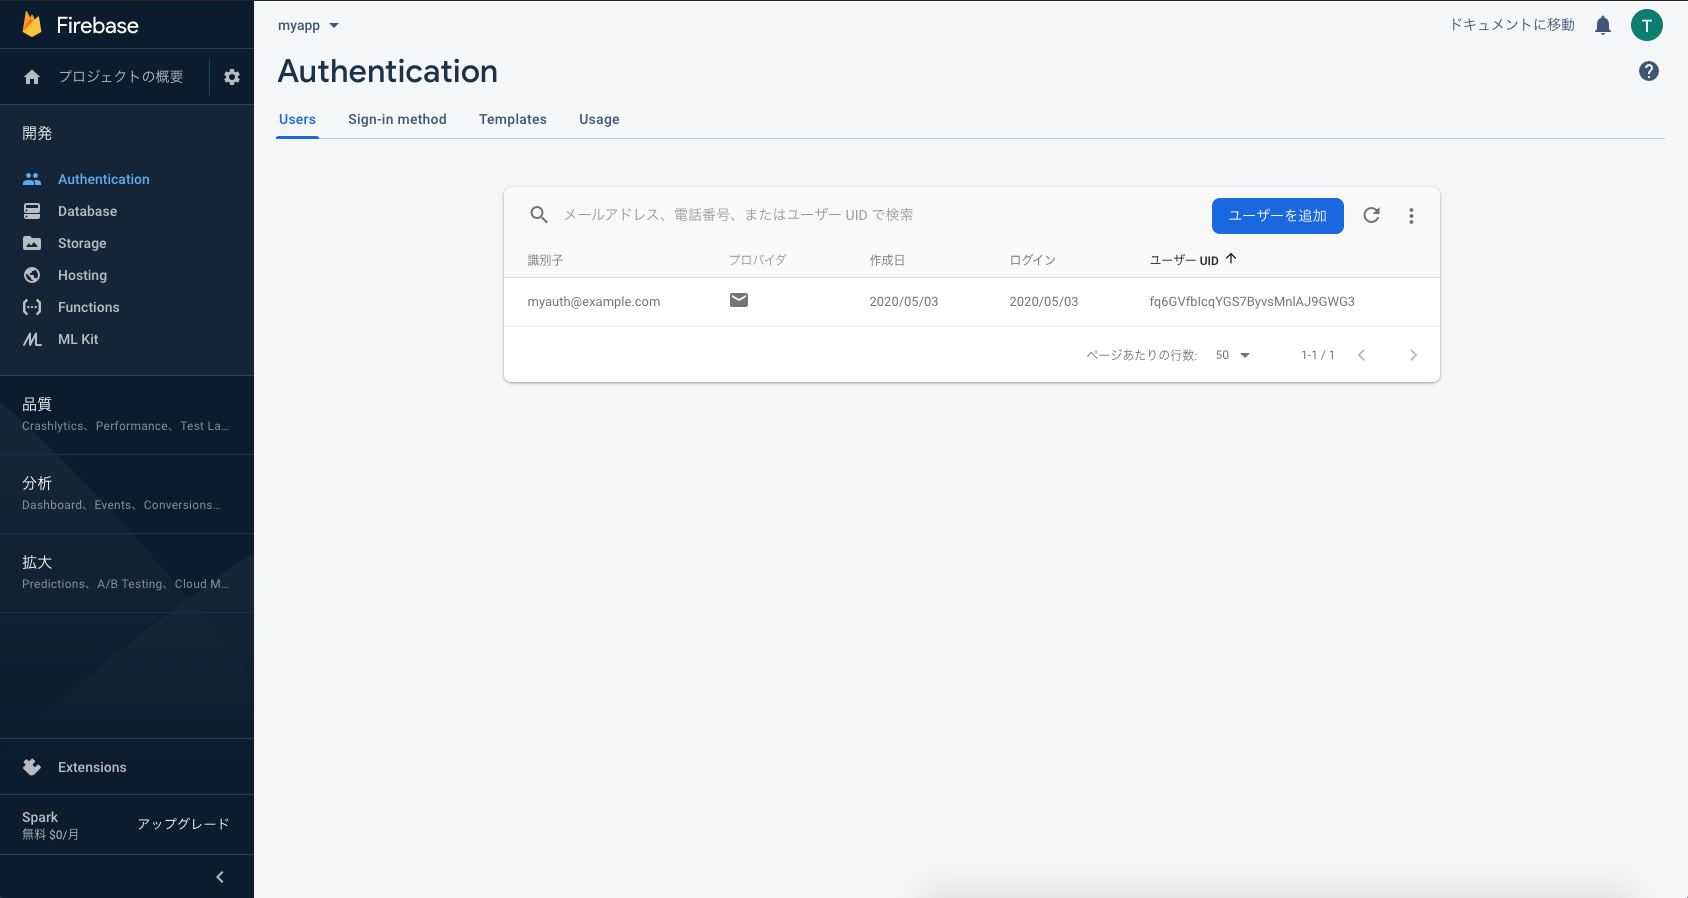 Firebase
プロジェクトの概要
開発
Authentication
Database
Storage
Hosting
Functions
ML Kit
品質
Crashlytics、Performance、Test La...
分析
Dashboard、Events、Conversions...
拡大
Predictions、A/B Testing、Cloud M...
Extensions
Spark
無料 $0/月
アップグレード
myapp
ドキュメントに移動
T
Authentication
Users Sign-in method Templates Usage
メールアドレス、電話番号、またはユーザー UID で検索
ユーザーを追加
識別子 プロバイダ 作成日 ログイン ユーザー UID
myauth@example.com 2020/05/03 2020/05/03 fq6GVfbIcqYGS7ByvsMnlAJ9GWG3
ページあたりの行数: 50 1-1 / 1